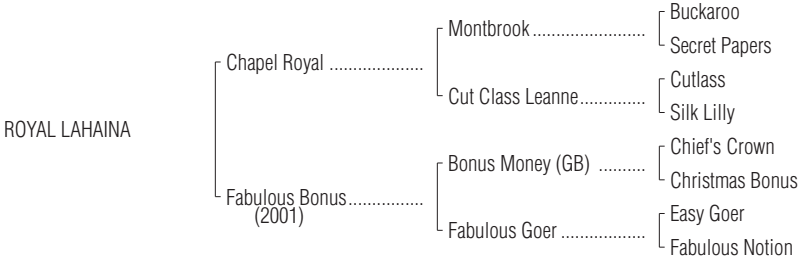 Buckaroo
Montbrook........................
Secret Papers
Chapel Royal ....................
Cutlass
Cut Class Leanne..............
Silk Lilly
ROYAL LAHAINA
Chief's Crown
Bonus Money (GB) ..........
Christmas Bonus
Fabulous Bonus................
(2001)
Easy Goer
Fabulous Goer ..................
Fabulous Notion